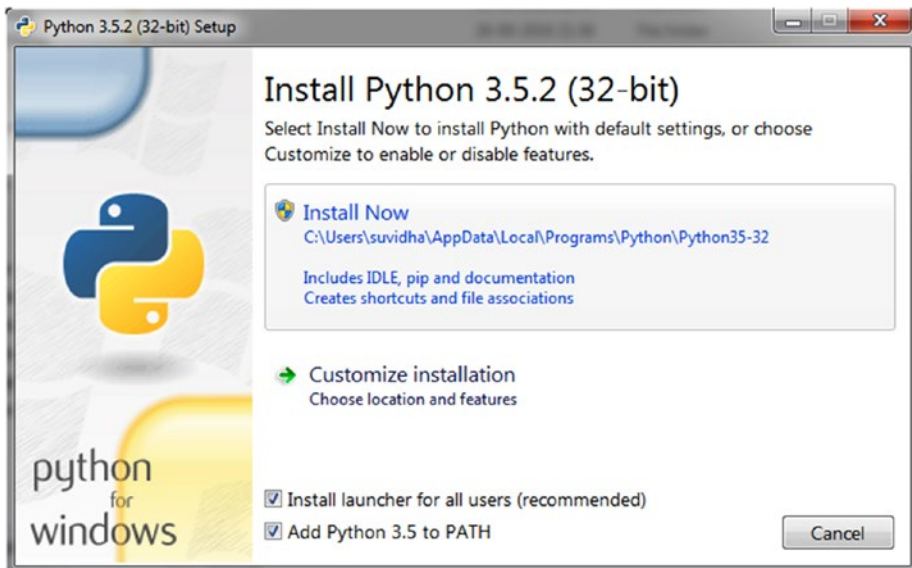 Python 3.5.2 (32-bit) Setup
Install Python 3.5.2 (32-bit)
Select Install Now to install Python with default settings, or choose
Customize to enable or disable features.
Install Now
C:\Users\suvidha\AppData\Local\Programs\Python\Python35-32
Includes IDLE, pip and documentation
Creates shortcuts and file associations
Customize installation
Choose location and features
python
for
windows
Install launcher for all users (recommended)
Add Python 3.5 to PATH
Cancel